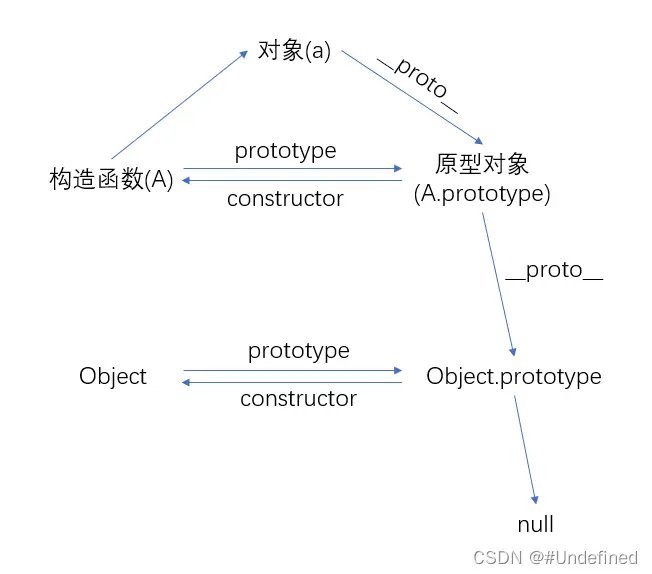 对象(a)
__proto__
prototype
构造函数(A)
原型对象
(A.prototype)
constructor
__proto__
prototype
Object
Object.prototype
constructor
null
CSDN @#Undefined